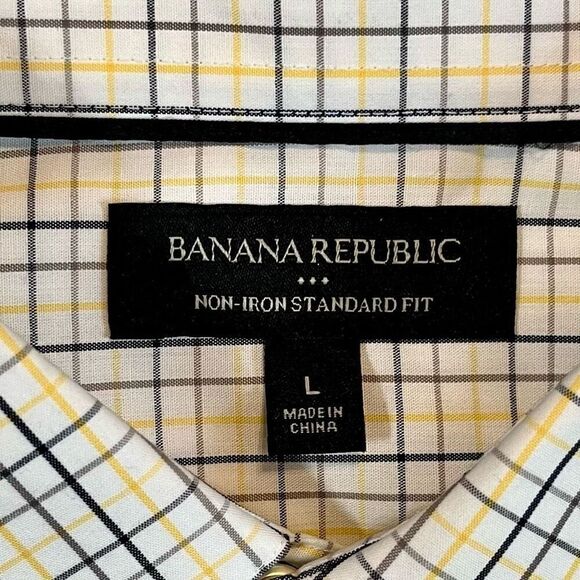 BANANA REPUBLIC
NON-IRON STANDARD FIT
L
MADE IN
CHINA